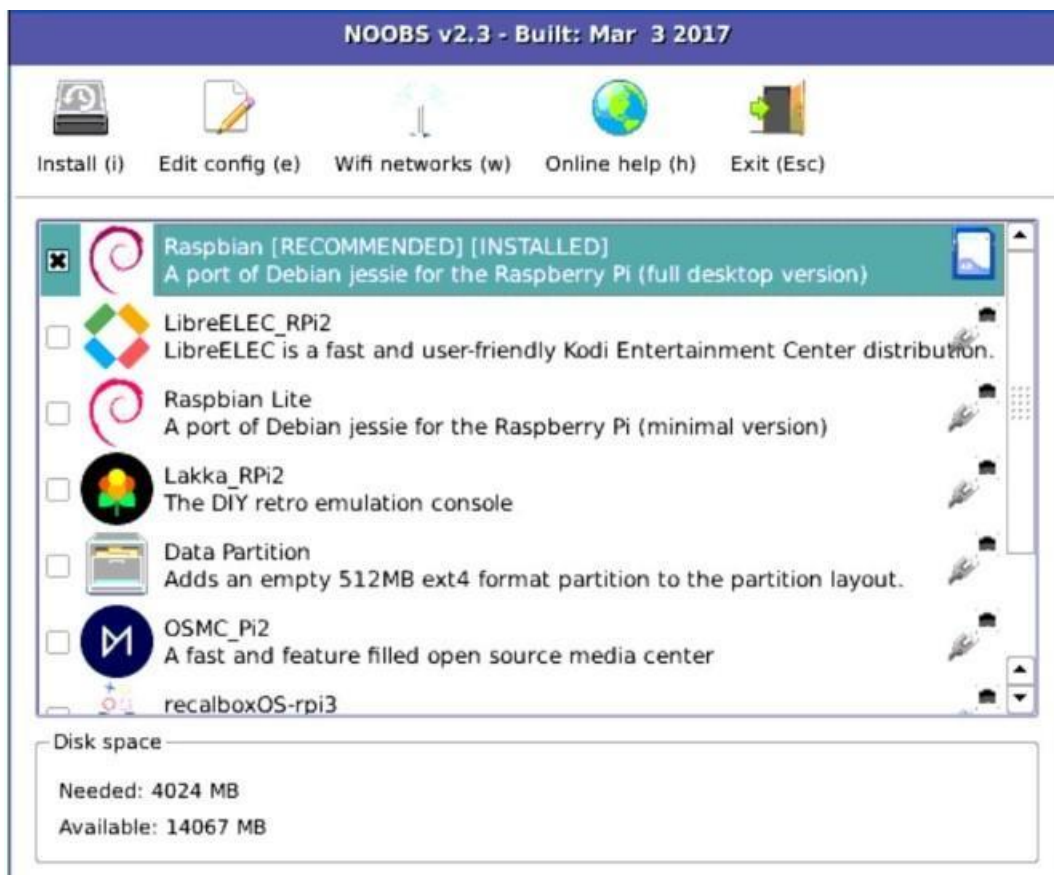 NOOBS v2.3 - Built: Mar 3 2017
Install (i) Edit config (e) Wifi networks (w) Online help (h) Exit (Esc)
Raspbian [RECOMMENDED] [INSTALLED]
A port of Debian jessie for the Raspberry Pi (full desktop version)
LibreELEC_RPi2
LibreELEC is a fast and user-friendly Kodi Entertainment Center distribution.
Raspbian Lite
A port of Debian jessie for the Raspberry Pi (minimal version)
Lakka_RPi2
The DIY retro emulation console
Data Partition
Adds an empty 512MB ext4 format partition to the partition layout.
OSMC_Pi2
A fast and feature filled open source media center
recalboxOS-rpi3
Disk space
Needed: 4024 MB
Available: 14067 MB